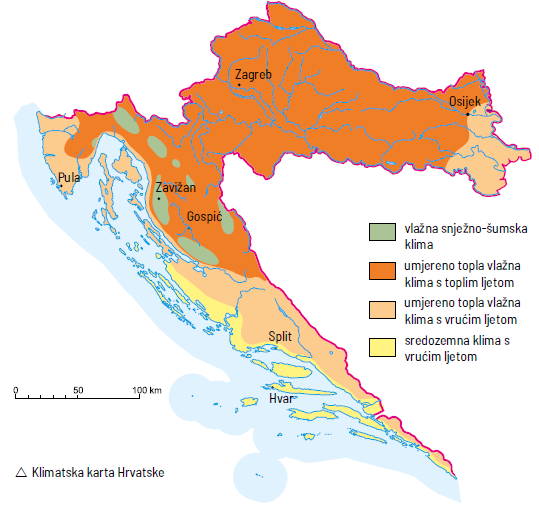 Zagreb
Osijek
Pula
Zavižan
Gospić
vlažna snježno-šumska
klima
umjereno topla vlažna
klima s toplim ljetom
umjereno topla vlažna
klima s vrućim ljetom
sredozemna klima s
vrućim ljetom
Split
Hvar
0 50 100 km
△ Klimatska karta Hrvatske